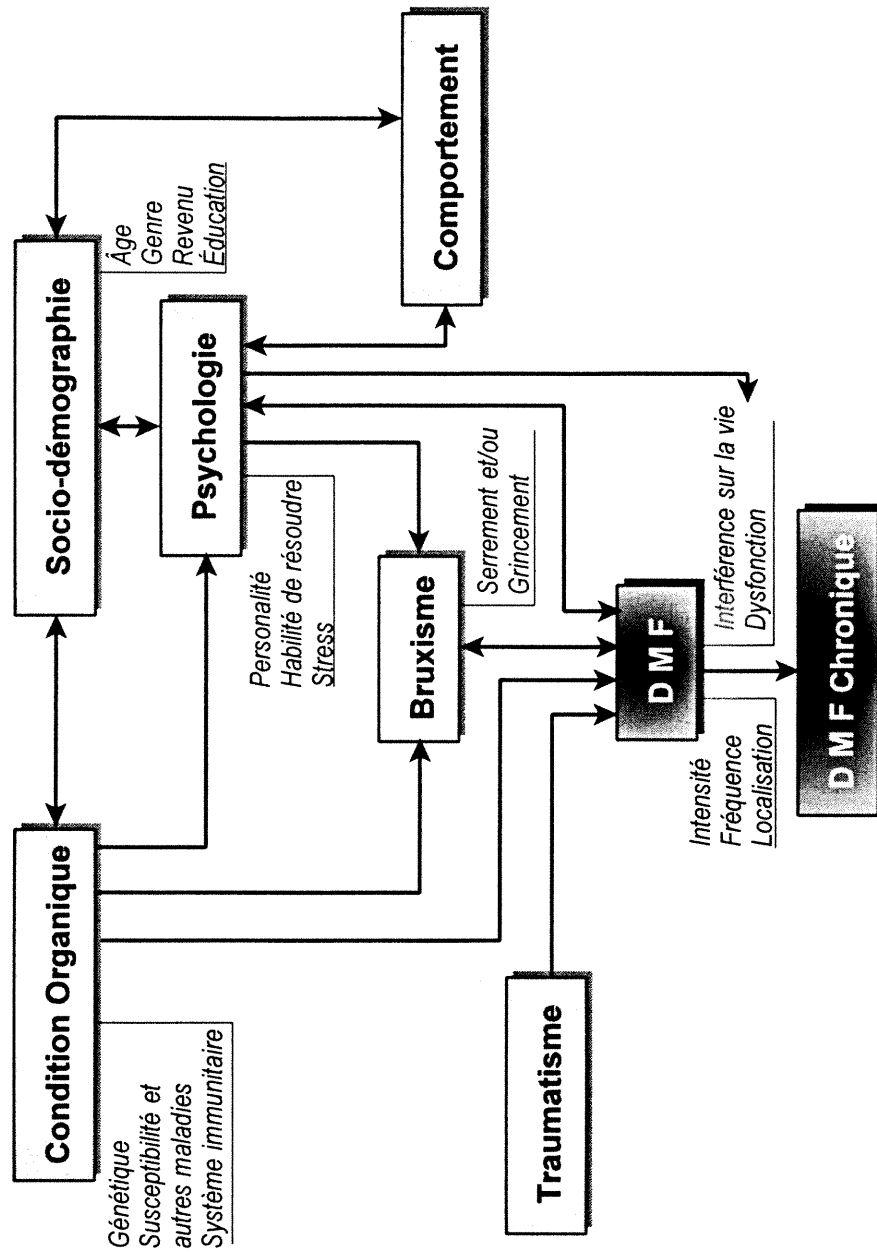 Condition Organique
Génétique
Susceptibilité et
autres maladies
Système immunitaire
Socio-démographie
Âge
Genre
Revenu
Éducation
Psychologie
Personalité
Habilité de résoudre
Stress
Comportement
Bruxisme
Serrement et/ou
Grincement
Traumatisme
D M F
Intensité
Fréquence
Localisation
Interférence sur la vie
Dysfonction
D M F Chronique